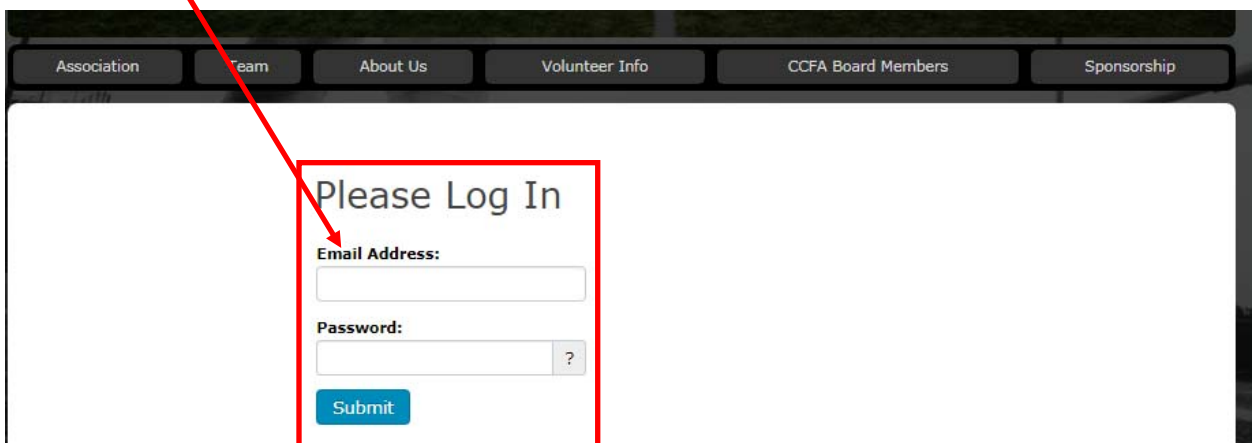 Association Team About Us Volunteer Info CCFA Board Members Sponsorship
Please Log In
Email Address:
Password:
?
Submit